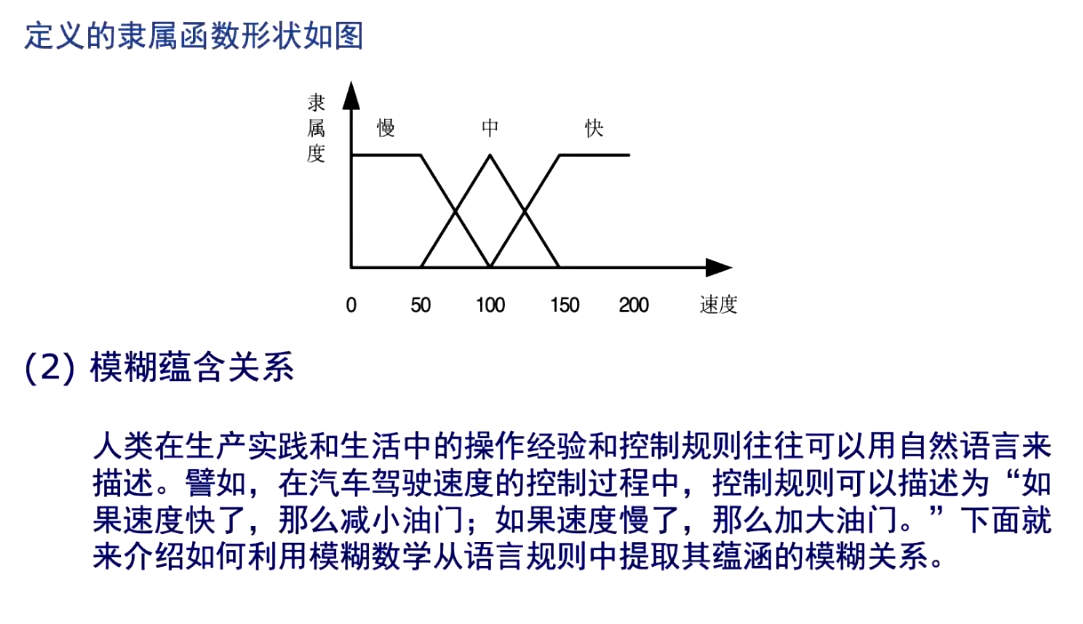 定义的隶属函数形状如图
隶属度
慢 中 快
0 50 100 150 200 速度
(2) 模糊蕴含关系
人类在生产实践和生活中的操作经验和控制规则往往可以用自然语言来
描述。譬如，在汽车驾驶速度的控制过程中，控制规则可以描述为“如
果速度快了，那么减小油门；如果速度慢了，那么加大油门。”下面就
来介绍如何利用模糊数学从语言规则中提取其蕴涵的模糊关系。